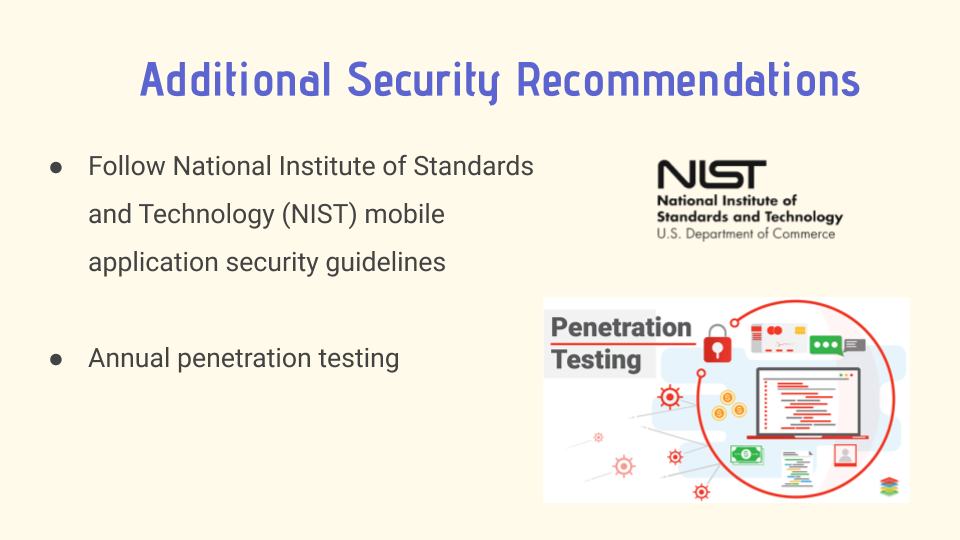 Additional Security Recommendations
● Follow National Institute of Standards
and Technology (NIST) mobile
application security guidelines
● Annual penetration testing
NIST
National Institute of
Standards and Technology
U.S. Department of Commerce
Penetration
Testing